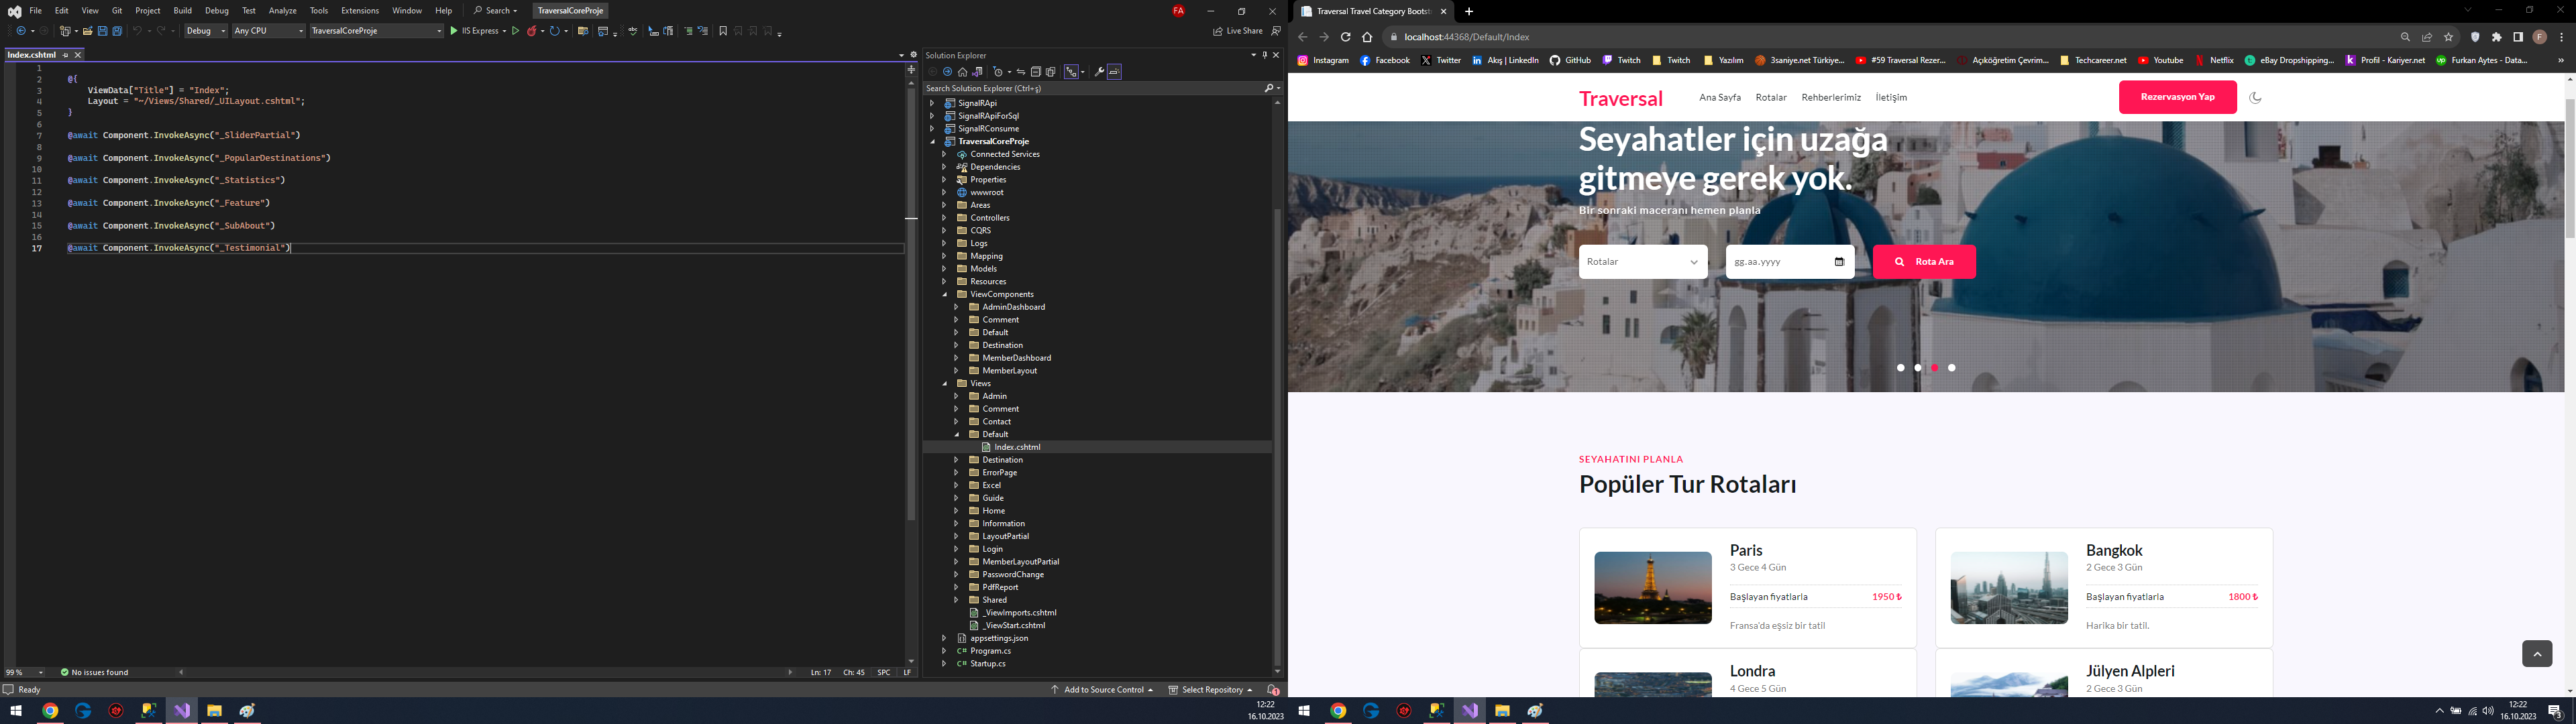 File Edit View Git Project Build Debug Test Analyze Tools Extensions Window Help Search TraversalCoreProje FA
Debug Any CPU TraversalCoreProje IIS Express Live Share
Index.cshtml
1
2 @{
3 ViewData["Title"] = "Index";
4 Layout = "~/Views/Shared/_UILayout.cshtml";
5 }
6
7 @await Component.InvokeAsync("_SliderPartial")
8
9 @await Component.InvokeAsync("_PopularDestinations")
10
11 @await Component.InvokeAsync("_Statistics")
12
13 @await Component.InvokeAsync("_Feature")
14
15 @await Component.InvokeAsync("_SubAbout")
16
17 @await Component.InvokeAsync("_Testimonial")
99 % No issues found Ln: 17 Ch: 45 SPC LF
Solution Explorer
Search Solution Explorer (Ctrl+ş)
SignalRApi
SignalRApiForSql
SignalRConsume
TraversalCoreProje
Connected Services
Dependencies
Properties
wwwroot
Areas
Controllers
CQRS
Logs
Mapping
Models
Resources
ViewComponents
AdminDashboard
Comment
Default
Destination
MemberDashboard
MemberLayout
Views
Admin
Comment
Contact
Default
Index.cshtml
Destination
ErrorPage
Excel
Guide
Home
Information
LayoutPartial
Login
MemberLayoutPartial
PasswordChange
PdfReport
Shared
_ViewImports.cshtml
_ViewStart.cshtml
appsettings.json
C# Program.cs
C# Startup.cs
Ready Add to Source Control Select Repository 1
12:22
16.10.2023
Traversal Travel Category Bootst
localhost:44368/Default/Index F
Instagram Facebook Twitter Akış | LinkedIn GitHub Twitch Twitch Yazılım 3saniye.net Türkiye... #59 Traversal Rezer... Açıköğretim Çevrim... Techcareer.net Youtube Netflix eBay Dropshipping... Profil - Kariyer.net Furkan Aytes - Data... »
Traversal Ana Sayfa Rotalar Rehberlerimiz İletişim Rezervasyon Yap
Seyahatler için uzağa
gitmeye gerek yok.
Bir sonraki maceranı hemen planla
Rotalar gg.aa.yyyy Rota Ara
SEYAHATINI PLANLA
Popüler Tur Rotaları
Paris
3 Gece 4 Gün
Başlayan fiyatlarla 1950 ₺
Fransa'da eşsiz bir tatil
Bangkok
2 Gece 3 Gün
Başlayan fiyatlarla 1800 ₺
Harika bir tatil.
Londra
4 Gece 5 Gün
Jülyen Alpleri
2 Gece 3 Gün
12:22
16.10.2023
3